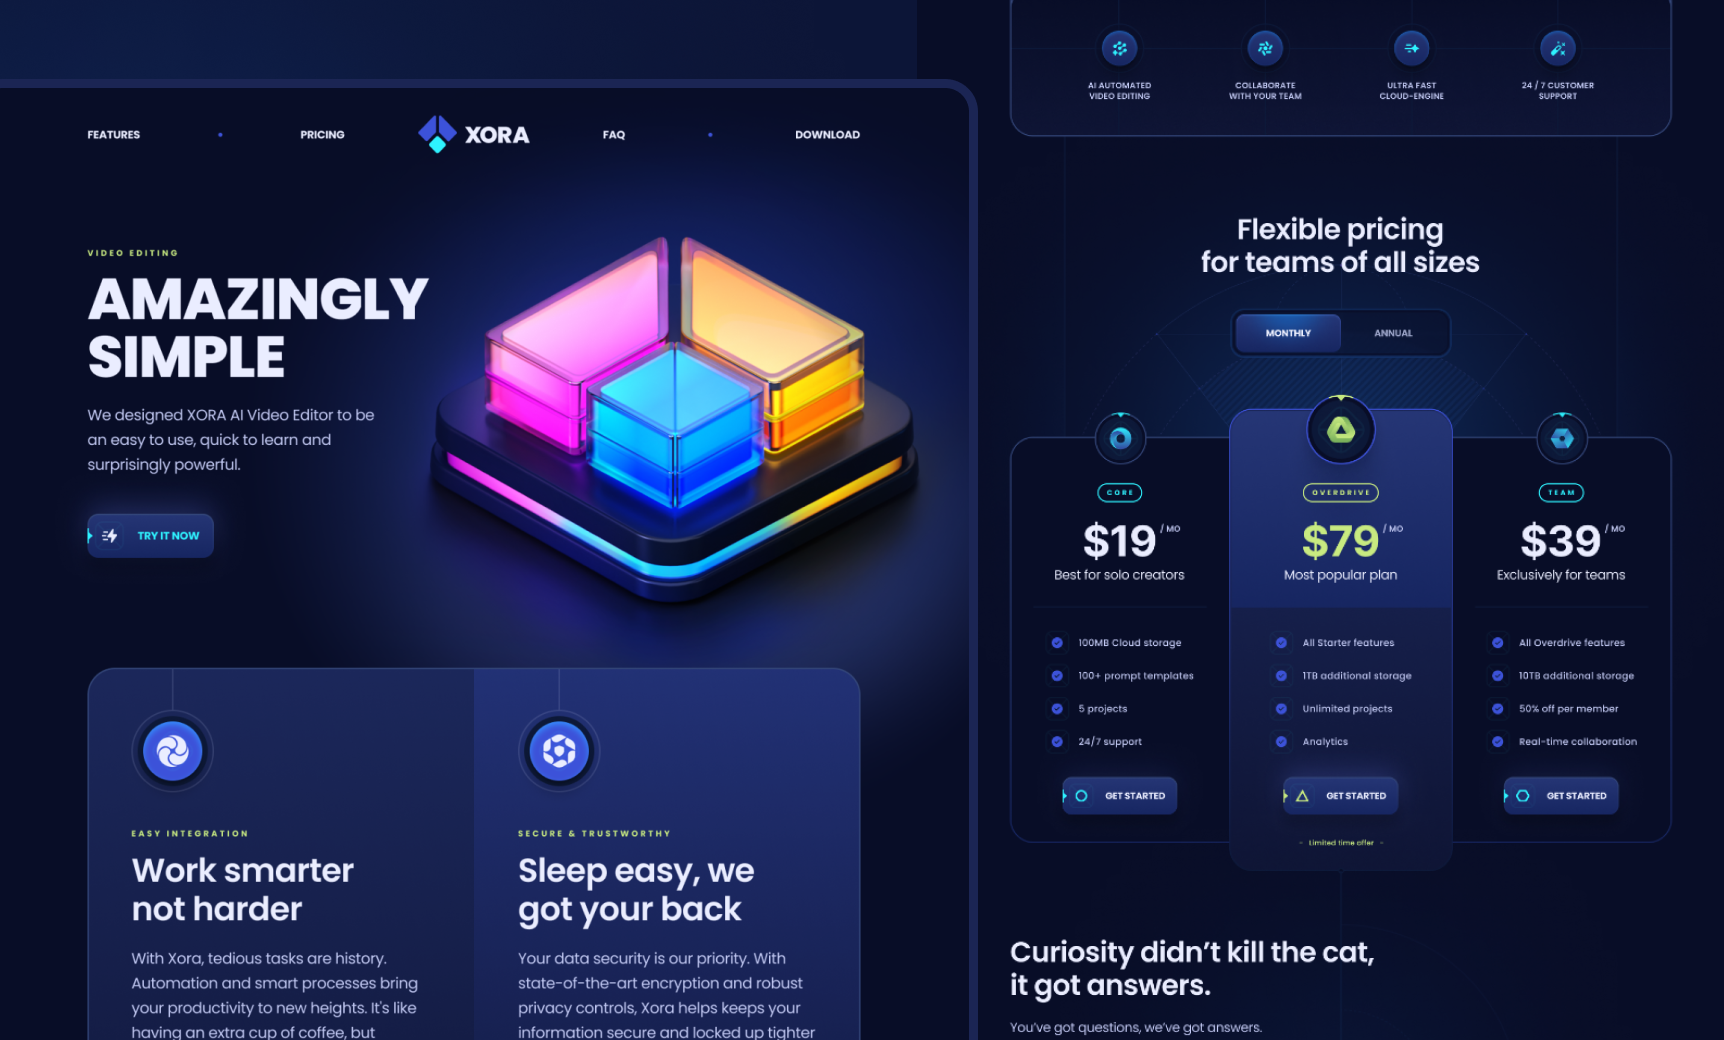 FEATURES
PRICING
XORA
FAQ
DOWNLOAD
VIDEO EDITING
AMAZINGLY
SIMPLE
We designed XORA AI Video Editor to be
an easy to use, quick to learn and
surprisingly powerful.
TRY IT NOW
EASY INTEGRATION
Work smarter
not harder
With Xora, tedious tasks are history.
Automation and smart processes bring
your productivity to new heights. It's like
having an extra cup of coffee, but
SECURE & TRUSTWORTHY
Sleep easy, we
got your back
Your data security is our priority. With
state-of-the-art encryption and robust
privacy controls, Xora helps keeps your
information secure and locked up tighter
AI AUTOMATED
VIDEO EDITING
COLLABORATE
WITH YOUR TEAM
ULTRA FAST
CLOUD-ENGINE
24 / 7 CUSTOMER
SUPPORT
Flexible pricing
for teams of all sizes
MONTHLY
ANNUAL
CORE
$19 / MO
Best for solo creators
100MB Cloud storage
100+ prompt templates
5 projects
24/7 support
GET STARTED
OVERDRIVE
$79 / MO
Most popular plan
All Starter features
1TB additional storage
Unlimited projects
Analytics
GET STARTED
- Limited time offer -
TEAM
$39 / MO
Exclusively for teams
All Overdrive features
10TB additional storage
50% off per member
Real-time collaboration
GET STARTED
Curiosity didn’t kill the cat,
it got answers.
You’ve got questions, we’ve got answers.